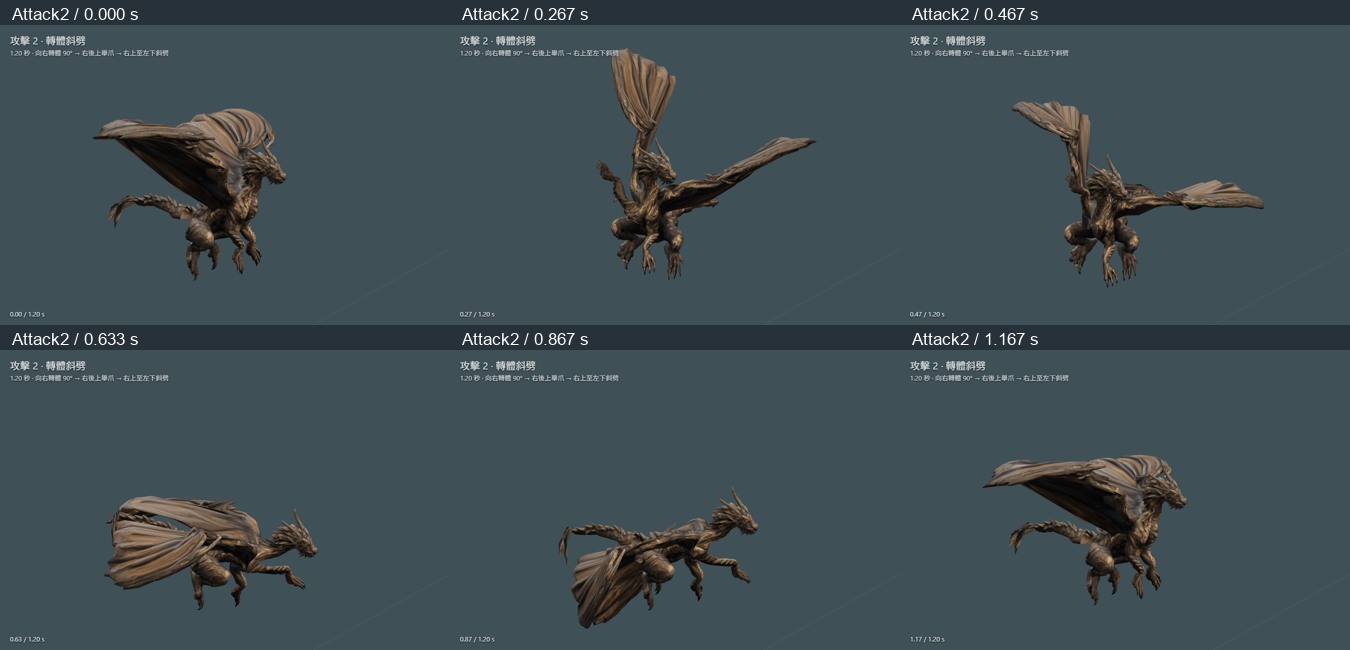 Attack2 / 0.000 s
攻擊 2 · 轉體斜劈
1.20 秒 · 向右轉體 90° → 右後上舉爪 → 右上至左下斜劈
0.00 / 1.20 s
Attack2 / 0.267 s
攻擊 2 · 轉體斜劈
1.20 秒 · 向右轉體 90° → 右後上舉爪 → 右上至左下斜劈
0.27 / 1.20 s
Attack2 / 0.467 s
攻擊 2 · 轉體斜劈
1.20 秒 · 向右轉體 90° → 右後上舉爪 → 右上至左下斜劈
0.47 / 1.20 s
Attack2 / 0.633 s
攻擊 2 · 轉體斜劈
1.20 秒 · 向右轉體 90° → 右後上舉爪 → 右上至左下斜劈
0.63 / 1.20 s
Attack2 / 0.867 s
攻擊 2 · 轉體斜劈
1.20 秒 · 向右轉體 90° → 右後上舉爪 → 右上至左下斜劈
0.87 / 1.20 s
Attack2 / 1.167 s
攻擊 2 · 轉體斜劈
1.20 秒 · 向右轉體 90° → 右後上舉爪 → 右上至左下斜劈
1.17 / 1.20 s